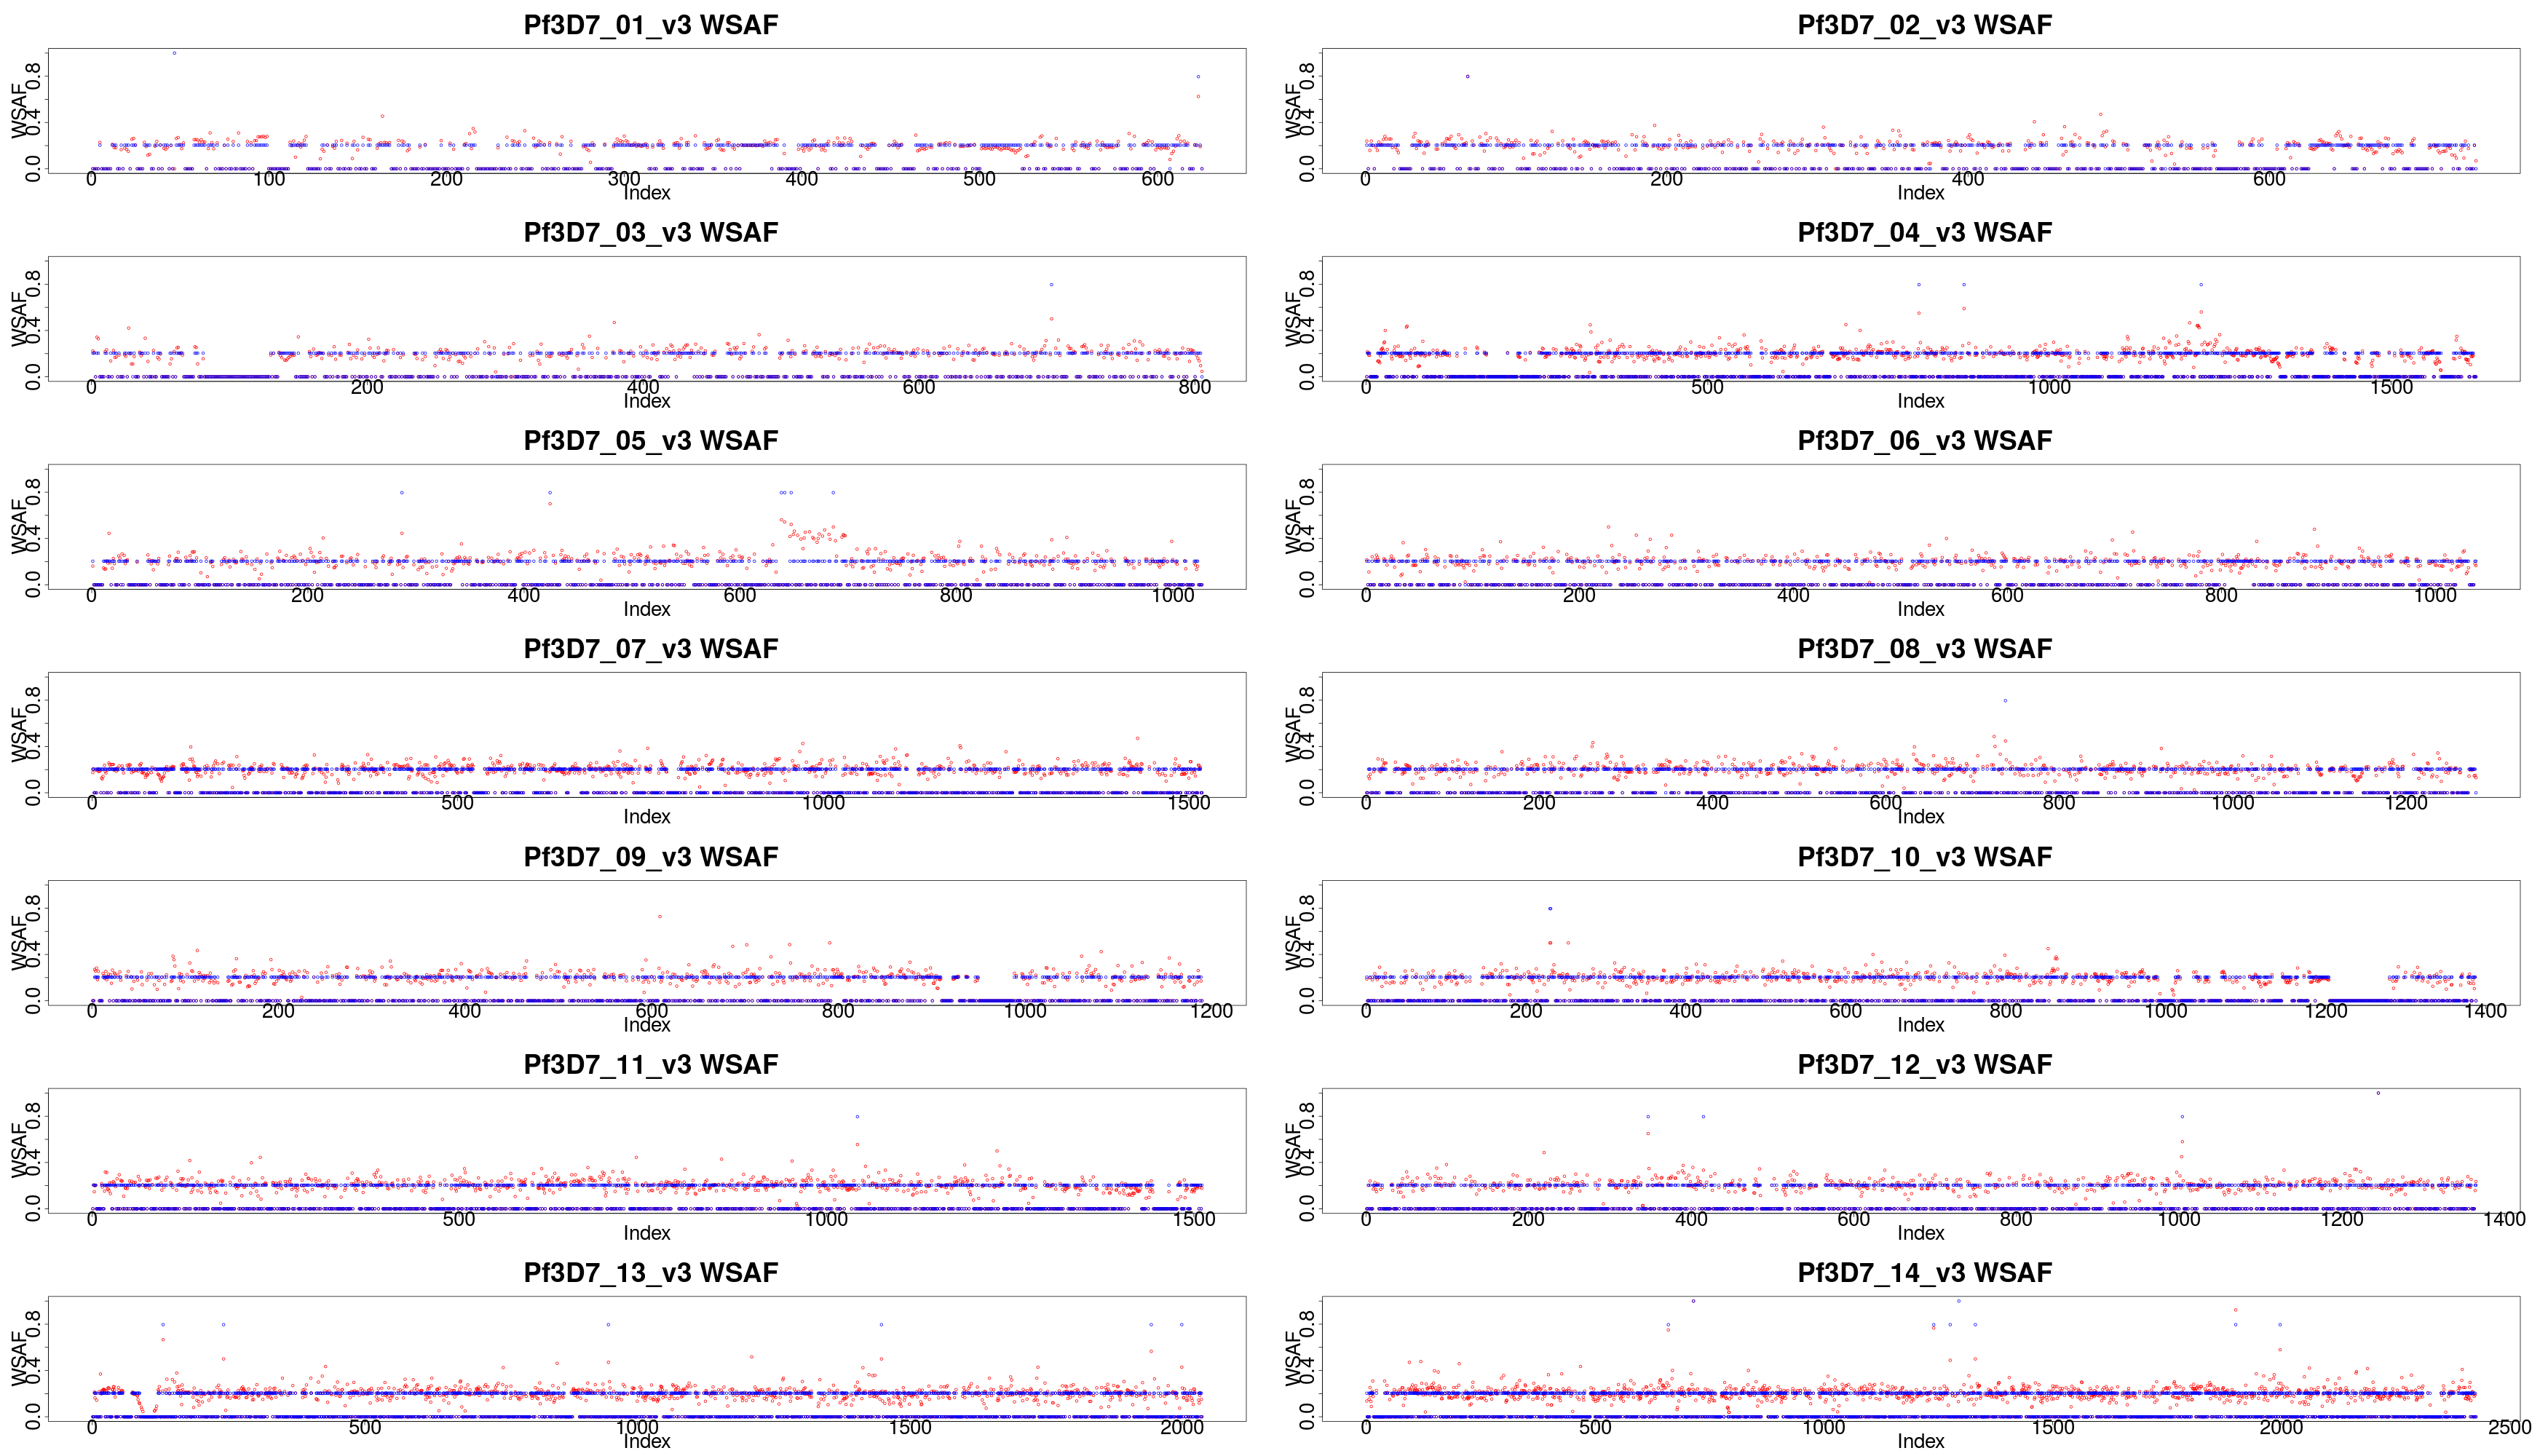 Pf3D7_01_v3 WSAF
WSAF
0.0 0.4 0.8
0 100 200 300 400 500 600
Index
Pf3D7_02_v3 WSAF
WSAF
0.0 0.4 0.8
0 200 400 600
Index
Pf3D7_03_v3 WSAF
WSAF
0.0 0.4 0.8
0 200 400 600 800
Index
Pf3D7_04_v3 WSAF
WSAF
0.0 0.4 0.8
0 500 1000 1500
Index
Pf3D7_05_v3 WSAF
WSAF
0.0 0.4 0.8
0 200 400 600 800 1000
Index
Pf3D7_06_v3 WSAF
WSAF
0.0 0.4 0.8
0 200 400 600 800 1000
Index
Pf3D7_07_v3 WSAF
WSAF
0.0 0.4 0.8
0 500 1000 1500
Index
Pf3D7_08_v3 WSAF
WSAF
0.0 0.4 0.8
0 200 400 600 800 1000 1200
Index
Pf3D7_09_v3 WSAF
WSAF
0.0 0.4 0.8
0 200 400 600 800 1000 1200
Index
Pf3D7_10_v3 WSAF
WSAF
0.0 0.4 0.8
0 200 400 600 800 1000 1200 1400
Index
Pf3D7_11_v3 WSAF
WSAF
0.0 0.4 0.8
0 500 1000 1500
Index
Pf3D7_12_v3 WSAF
WSAF
0.0 0.4 0.8
0 200 400 600 800 1000 1200 1400
Index
Pf3D7_13_v3 WSAF
WSAF
0.0 0.4 0.8
0 500 1000 1500 2000
Index
Pf3D7_14_v3 WSAF
WSAF
0.0 0.4 0.8
0 500 1000 1500 2000 2500
Index